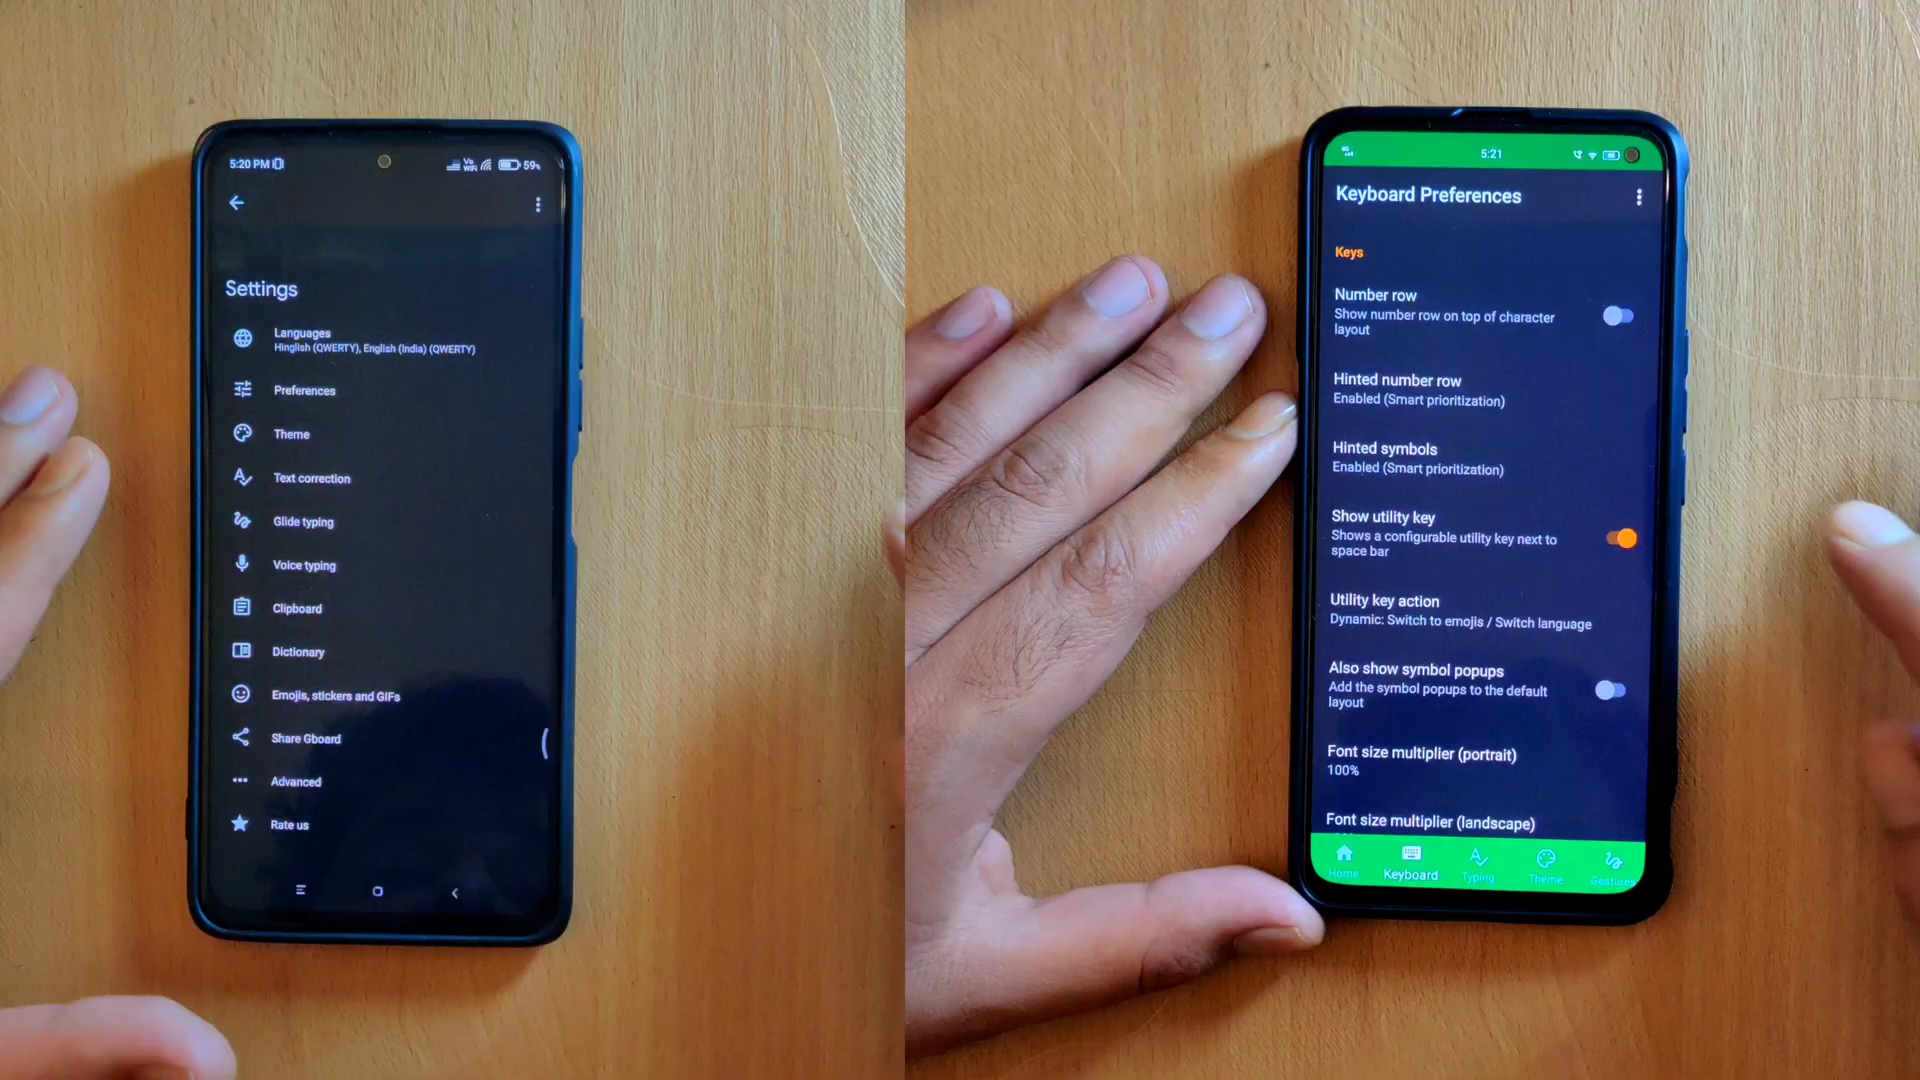 5:20 PM
Vo
WiFi
59%
Settings
Languages
Hinglish (QWERTY), English (India) (QWERTY)
Preferences
Theme
Text correction
Glide typing
Voice typing
Clipboard
Dictionary
Emojis, stickers and GIFs
Share Gboard
Advanced
Rate us
5:21
Keyboard Preferences
Keys
Number row
Show number row on top of character
layout
Hinted number row
Enabled (Smart prioritization)
Hinted symbols
Enabled (Smart prioritization)
Show utility key
Shows a configurable utility key next to
space bar
Utility key action
Dynamic: Switch to emojis / Switch language
Also show symbol popups
Add the symbol popups to the default
layout
Font size multiplier (portrait)
100%
Font size multiplier (landscape)
Home
Keyboard
Typing
Theme
Gestures